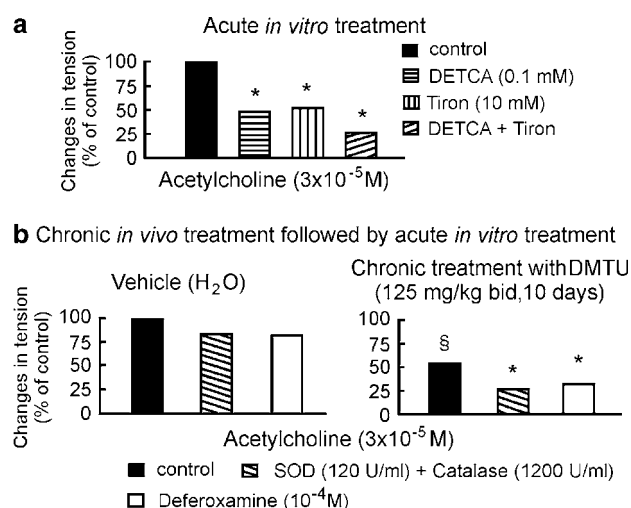 a
Acute in vitro treatment
Changes in tension
(% of control)
100
75
50
25
0
* * *
control
DETCA (0.1 mM)
Tiron (10 mM)
DETCA + Tiron
Acetylcholine (3x10⁻⁵M)
b Chronic in vivo treatment followed by acute in vitro treatment
Vehicle (H₂O)
Changes in tension
(% of control)
100
75
50
25
0
Chronic treatment withDMTU
(125 mg/kg bid,10 days)
100
75
50
25
0
§ * *
Acetylcholine (3x10⁻⁵M)
control SOD (120 U/ml) + Catalase (1200 U/ml)
Deferoxamine (10⁻⁴M)